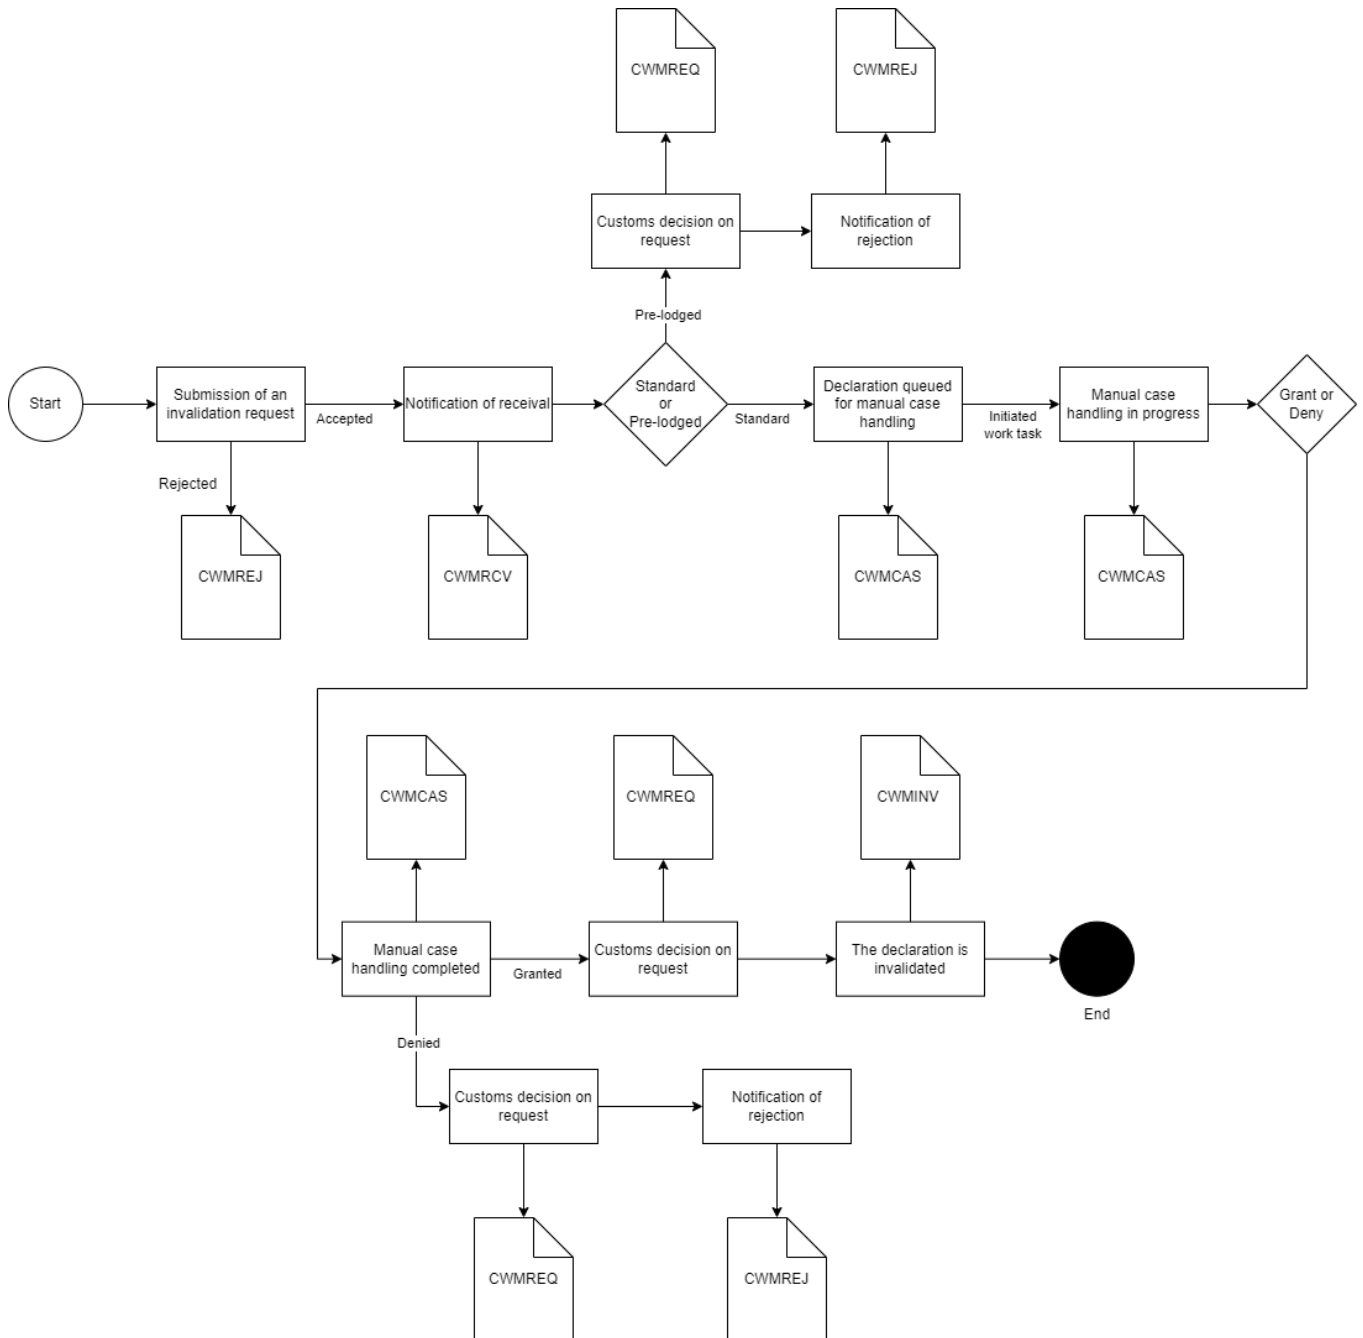 CWMREQ
CWMREJ
Customs decision on
request
Notification of
rejection
Pre-lodged
Start
Submission of an
invalidation request
Accepted
Notification of receival
Standard
or
Pre-lodged
Standard
Declaration queued
for manual case
handling
Initiated
work task
Manual case
handling in progress
Grant or
Deny
Rejected
CWMREJ
CWMRCV
CWMCAS
CWMCAS
CWMCAS
CWMREQ
CWMINV
Manual case
handling completed
Granted
Customs decision on
request
The declaration is
invalidated
End
Denied
Customs decision on
request
Notification of
rejection
CWMREQ
CWMREJ